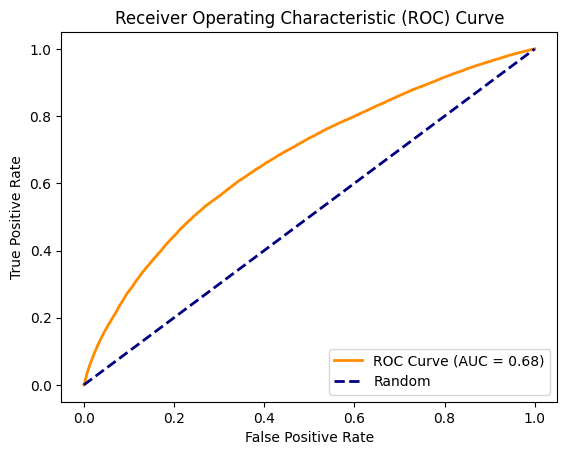 Receiver Operating Characteristic (ROC) Curve
True Positive Rate
1.0
0.8
0.6
0.4
0.2
0.0
ROC Curve (AUC = 0.68)
Random
0.0 0.2 0.4 0.6 0.8 1.0
False Positive Rate